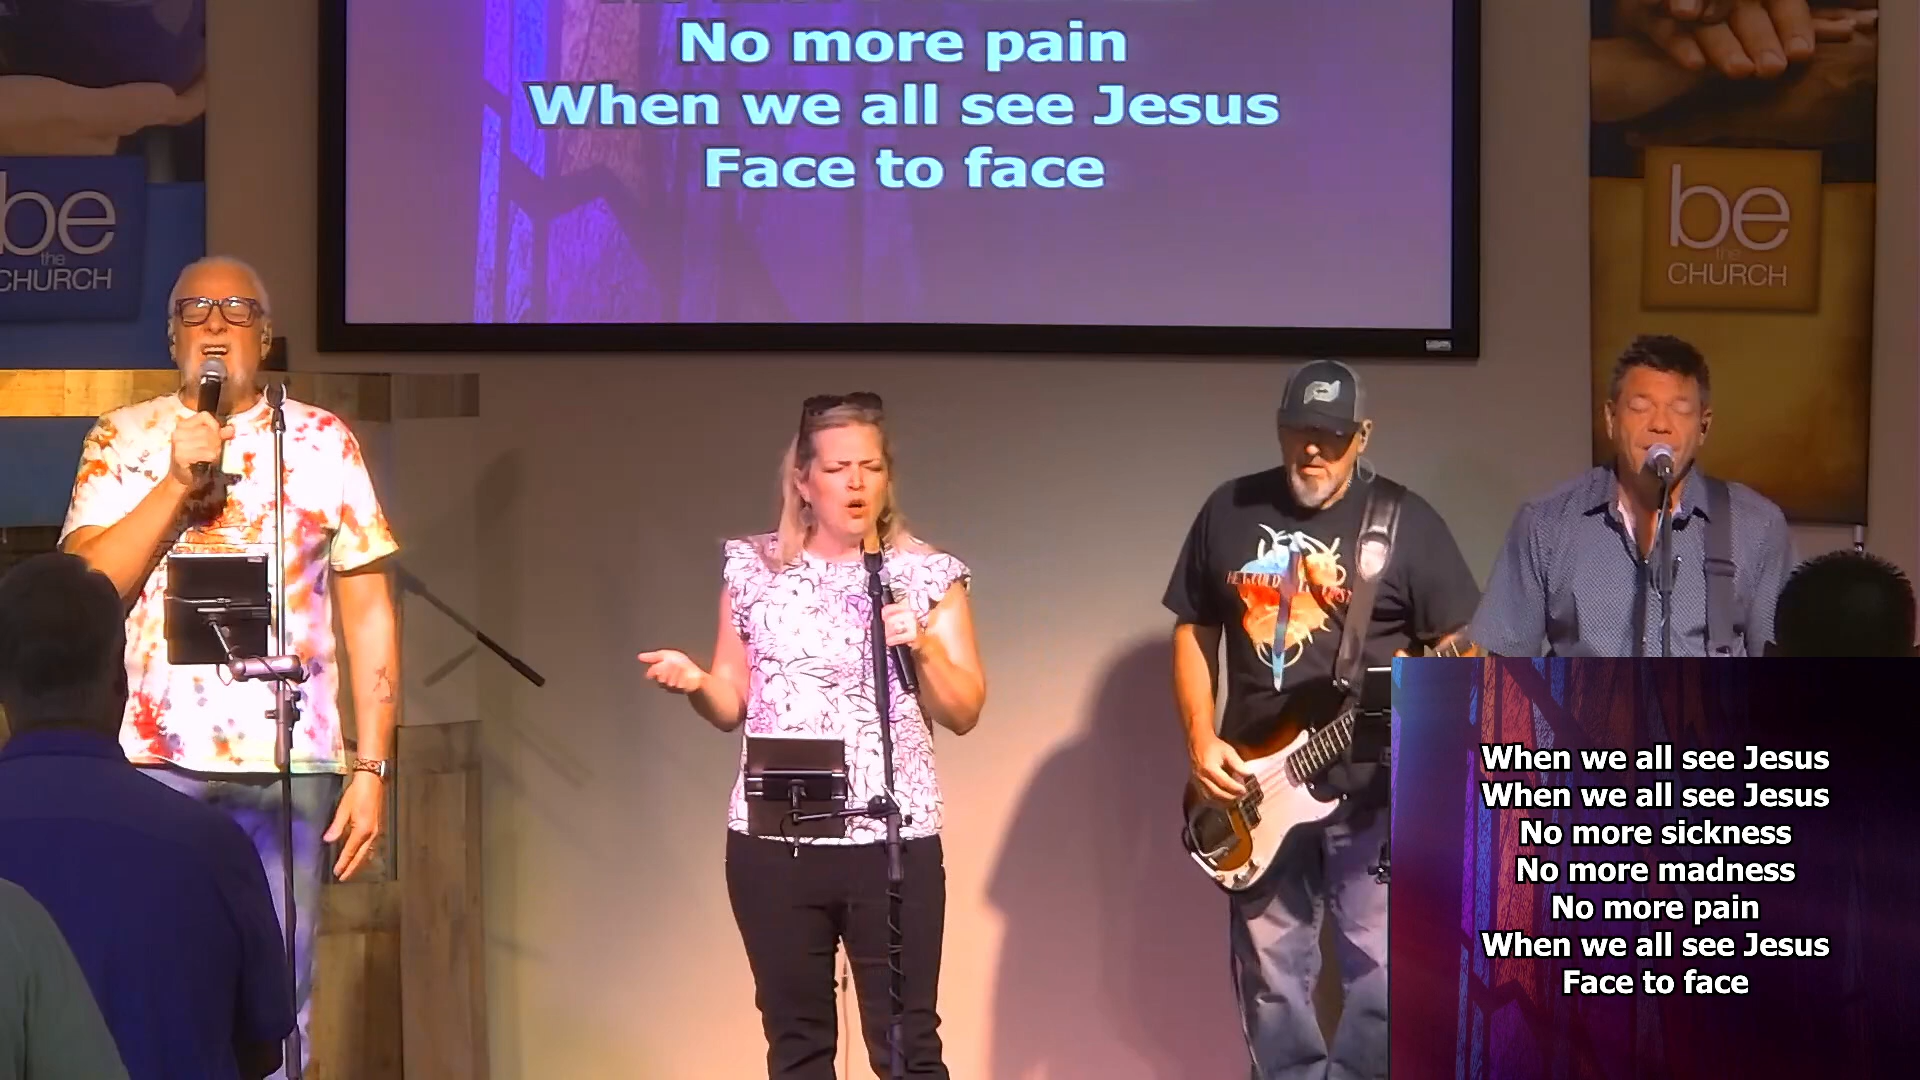 No more pain
When we all see Jesus
Face to face
be
the
CHURCH
be
the
CHURCH
When we all see Jesus
When we all see Jesus
No more sickness
No more madness
No more pain
When we all see Jesus
Face to face